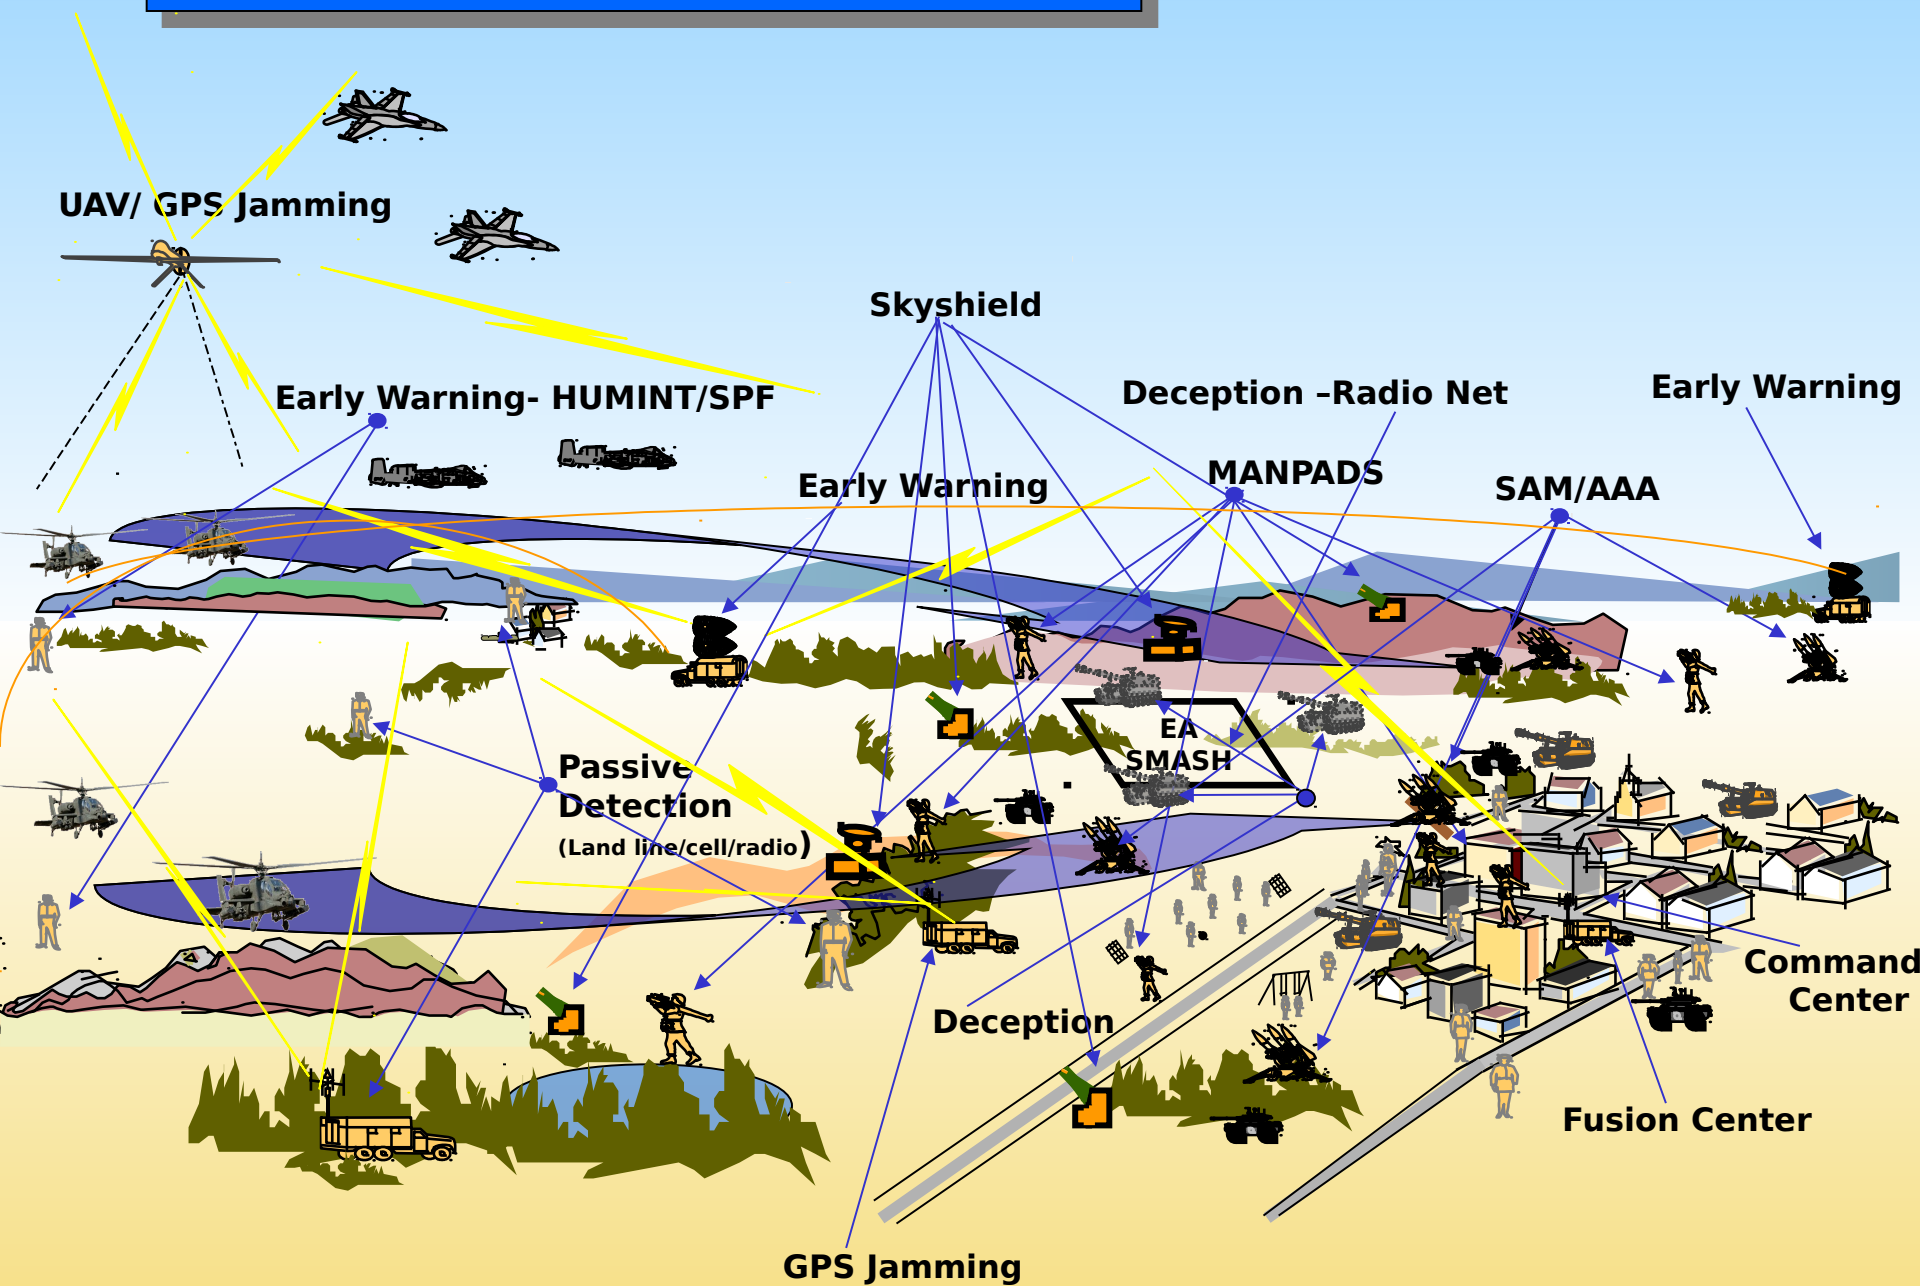 UAV/ GPS Jamming
Skyshield
Early Warning- HUMINT/SPF
Deception –Radio Net
Early Warning
Early Warning
MANPADS
SAM/AAA
EA
SMASH
Passive
Detection
(Land line/cell/radio)
Command
Center
Deception
Fusion Center
GPS Jamming